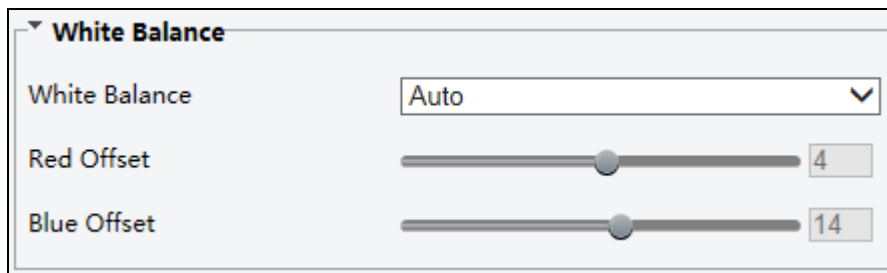 White Balance
White Balance Auto
Red Offset 4
Blue Offset 14